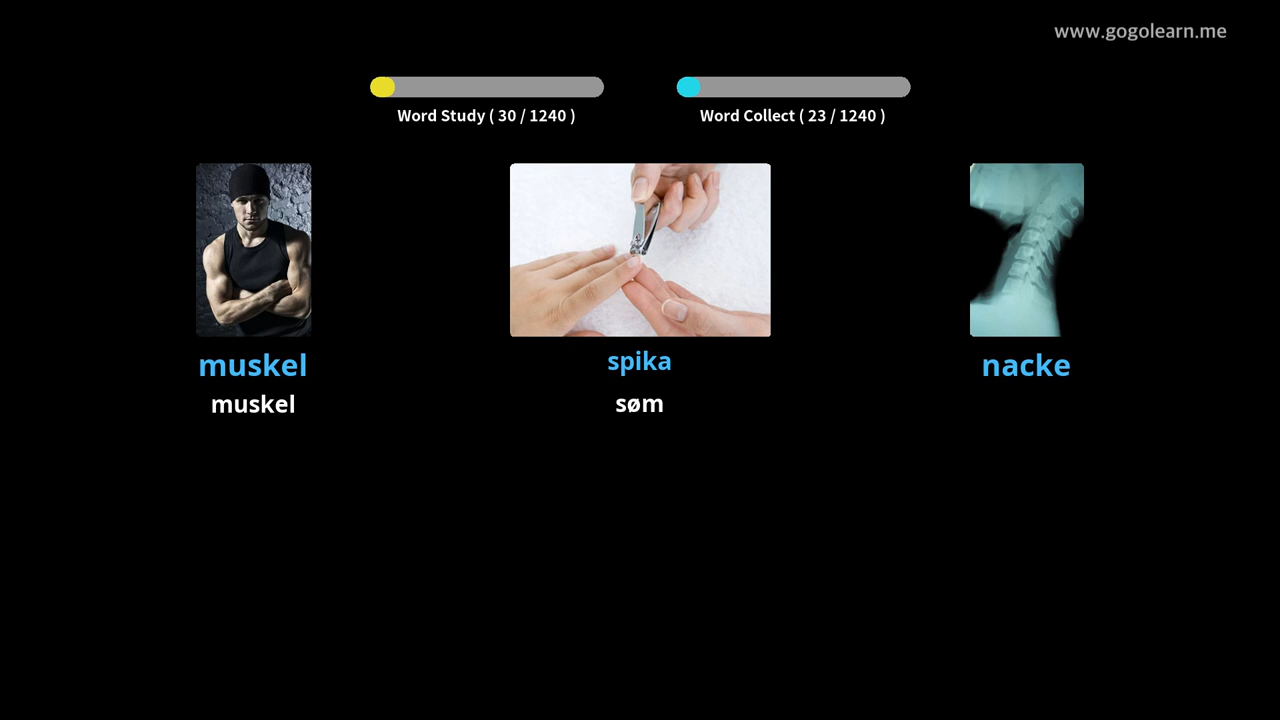 www.gogolearn.me
Word Study ( 30 / 1240 )
Word Collect ( 23 / 1240 )
muskel
spika
nacke
muskel
søm